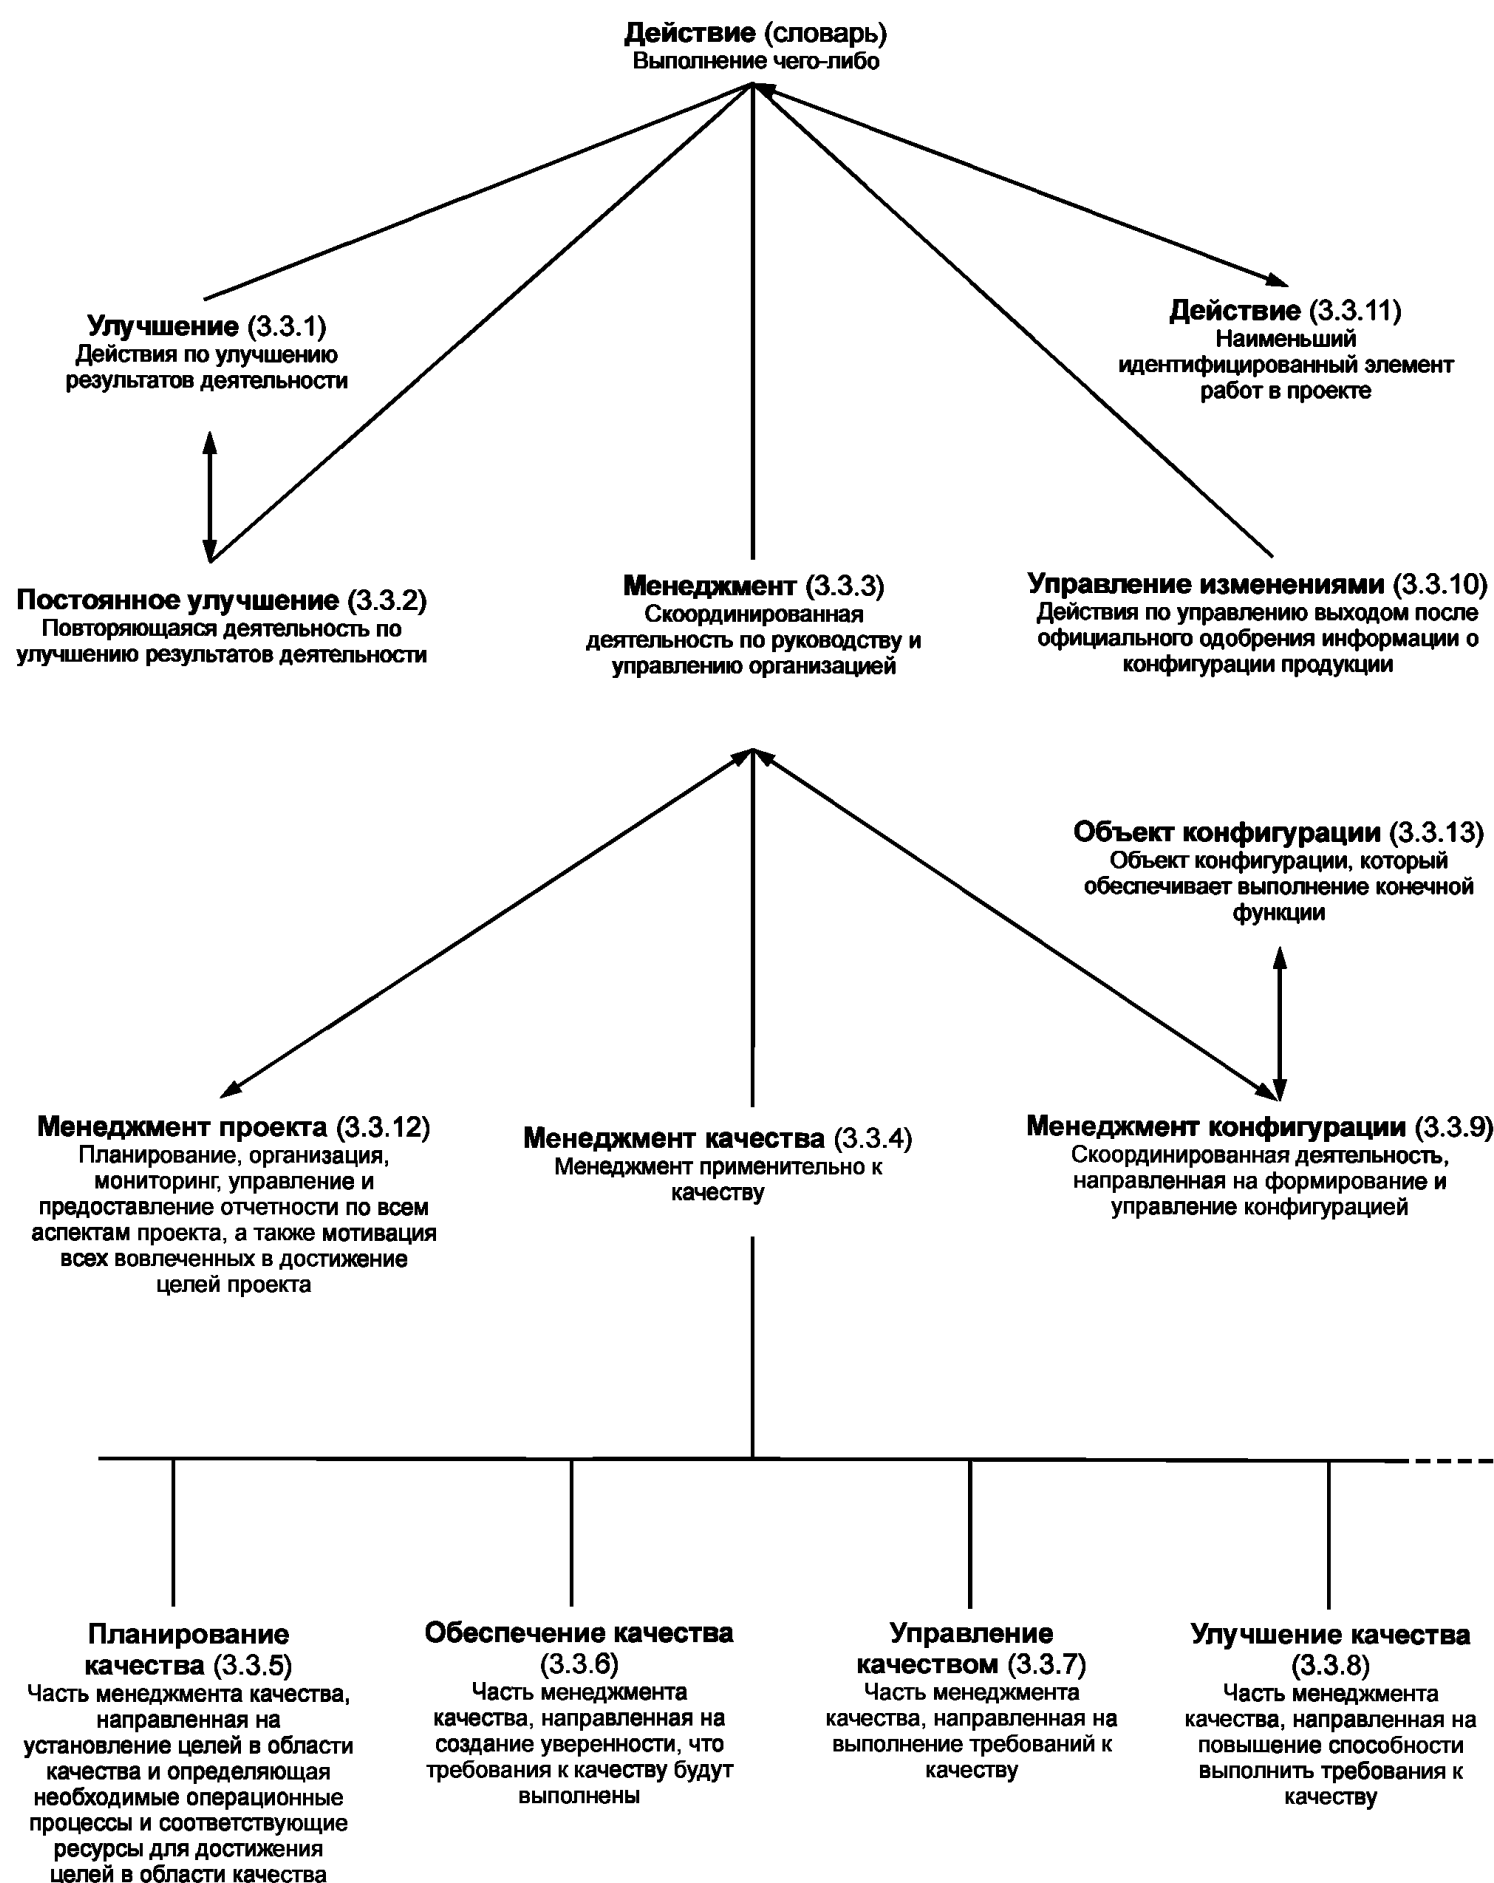 Действие (словарь)
Выполнение чего-либо
Улучшение (3.3.1)
Действия по улучшению
результатов деятельности
Действие (3.3.11)
Наименьший
идентифицированный элемент
работ в проекте
Постоянное улучшение (3.3.2)
Повторяющаяся деятельность по
улучшению результатов деятельности
Менеджмент (3.3.3)
Скоординированная
деятельность по руководству и
управлению организацией
Управление изменениями (3.3.10)
Действия по управлению выходом после
официального одобрения информации о
конфигурации продукции
Объект конфигурации (3.3.13)
Объект конфигурации, который
обеспечивает выполнение конечной
функции
Менеджмент проекта (3.3.12)
Планирование, организация,
мониторинг, управление и
предоставление отчетности по всем
аспектам проекта, а также мотивация
всех вовлеченных в достижение
целей проекта
Менеджмент качества (3.3.4)
Менеджмент применительно к
качеству
Менеджмент конфигурации (3.3.9)
Скоординированная деятельность,
направленная на формирование и
управление конфигурацией
Планирование
качества (3.3.5)
Часть менеджмента качества,
направленная на
установление целей в области
качества и определяющая
необходимые операционные
процессы и соответствующие
ресурсы для достижения
целей в области качества
Обеспечение качества
(3.3.6)
Часть менеджмента
качества, направленная на
создание уверенности, что
требования к качеству будут
выполнены
Управление
качеством (3.3.7)
Часть менеджмента
качества, направленная на
выполнение требований к
качеству
Улучшение качества
(3.3.8)
Часть менеджмента
качества, направленная на
повышение способности
выполнить требования к
качеству